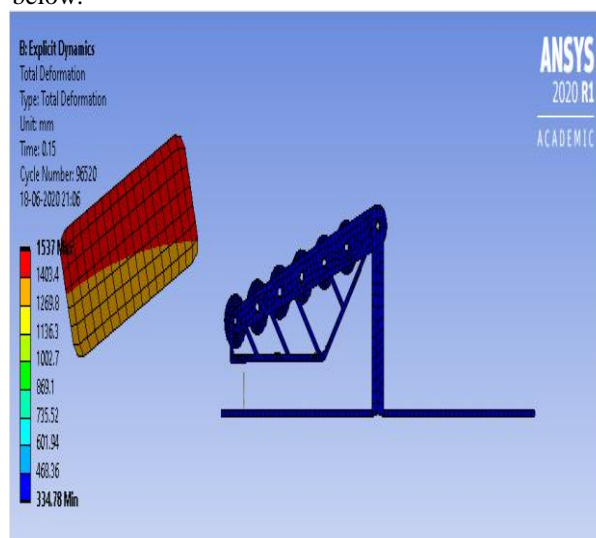 below.
B: Explicit Dynamics
Total Deformation
Type: Total Deformation
Unit: mm
Time: 0.15
Cycle Number: 96520
18-06-2020 21:06
ANSYS
2020 R1
ACADEMIC
1537 Max
1403.4
1269.8
1136.3
1002.7
869.1
735.52
601.94
468.36
334.78 Min